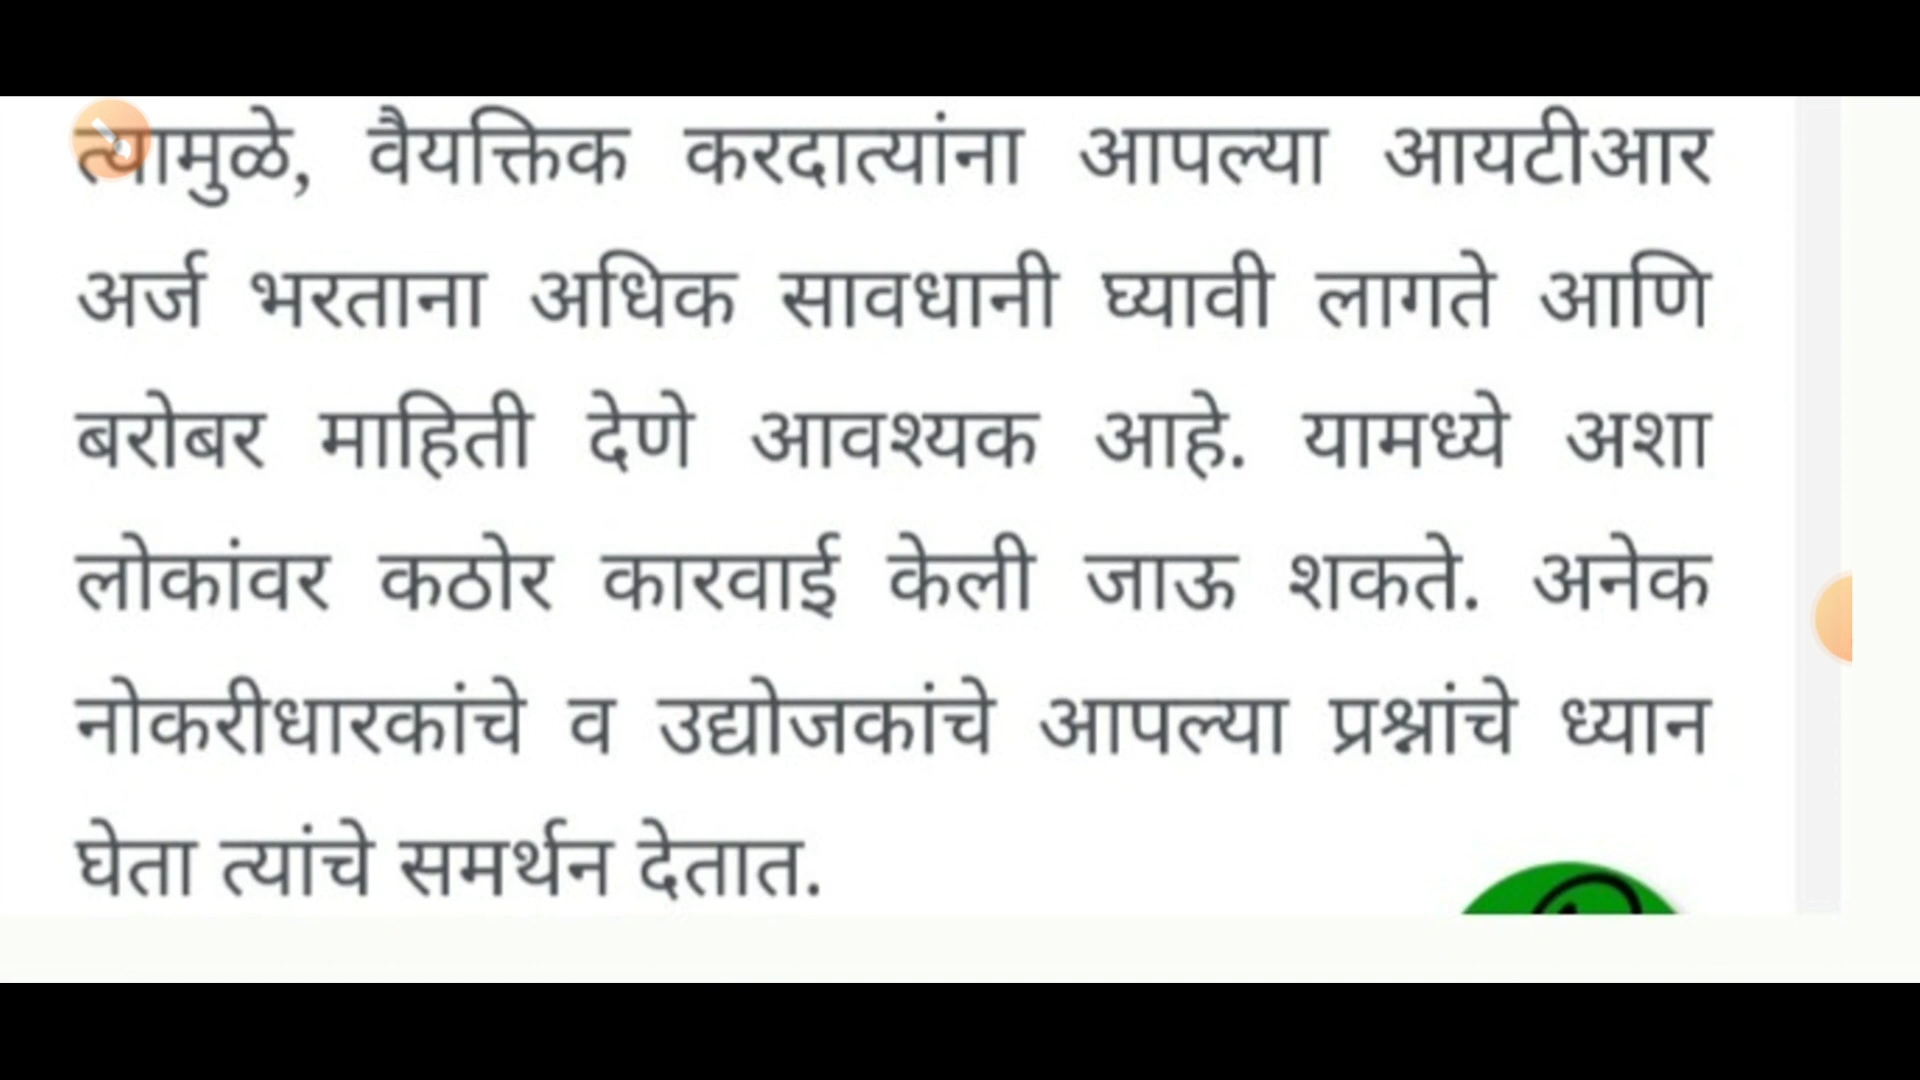 त्यामुळे, वैयक्तिक करदात्यांना आपल्या आयटीआर
अर्ज भरताना अधिक सावधानी घ्यावी लागते आणि
बरोबर माहिती देणे आवश्यक आहे. यामध्ये अशा
लोकांवर कठोर कारवाई केली जाऊ शकते. अनेक
नोकरीधारकांचे व उद्योजकांचे आपल्या प्रश्नांचे ध्यान
घेता त्यांचे समर्थन देतात.